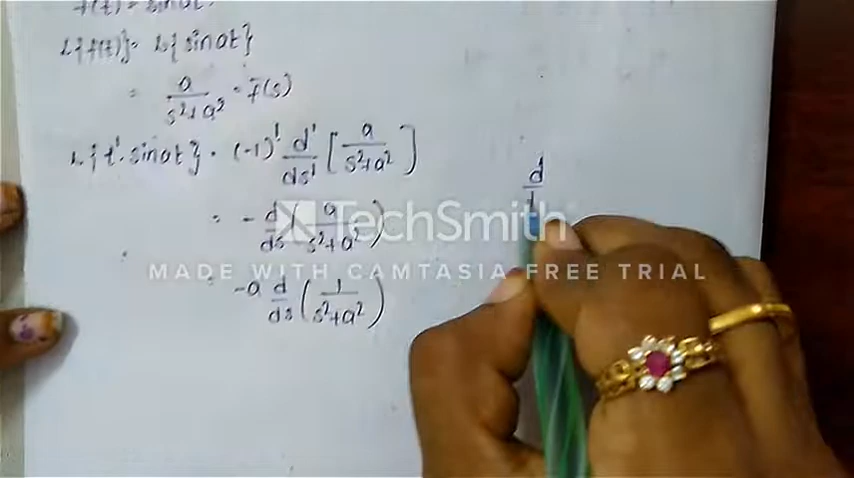 f(t) = sinat.
L{f(t)} = L{sinat}
= a/s²+a² = f̄(s)
L{t¹. sinat} = (-1)¹ d¹/ds¹ [a/s²+a²]
= - d/ds (a/s²+a²)
= -a d/ds (1/s²+a²)
d
TechSmith
MADE WITH CAMTASIA FREE TRIAL